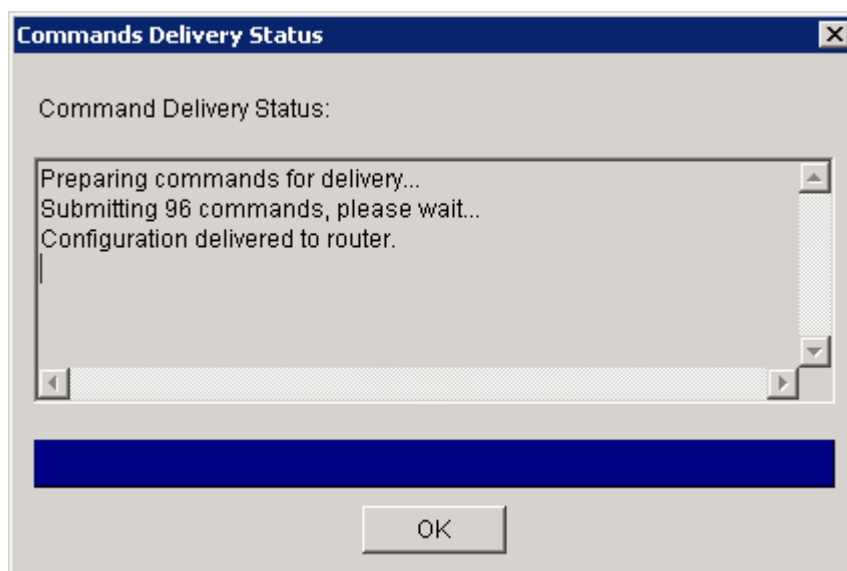 Commands Delivery Status
Command Delivery Status:
Preparing commands for delivery...
Submitting 96 commands, please wait...
Configuration delivered to router.
OK